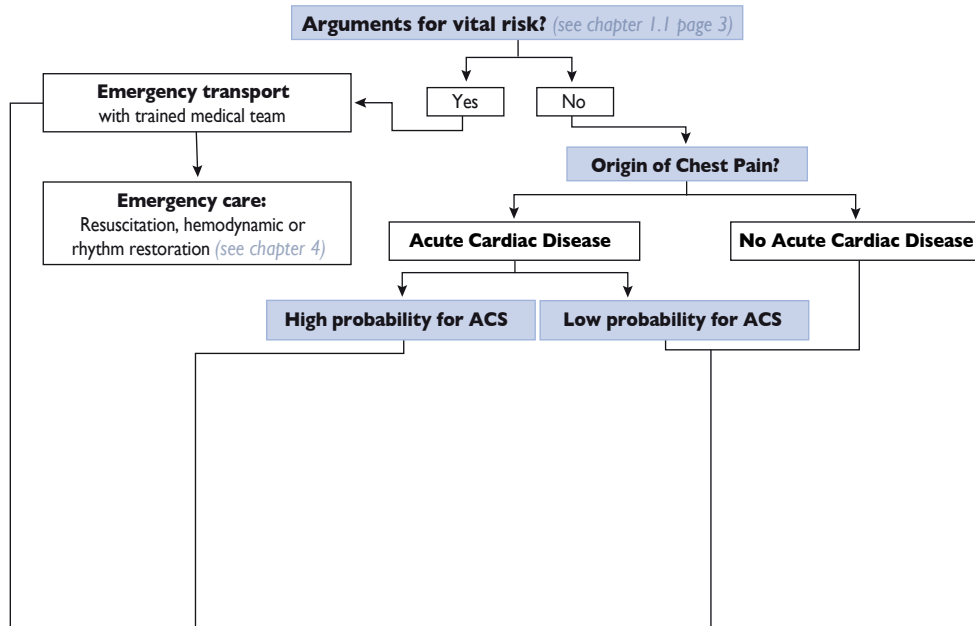 Arguments for vital risk? (see chapter 1.1 page 3)
Emergency transport
with trained medical team
Yes
No
Origin of Chest Pain?
Emergency care:
Resuscitation, hemodynamic or
rhythm restoration (see chapter 4)
Acute Cardiac Disease
No Acute Cardiac Disease
High probability for ACS
Low probability for ACS